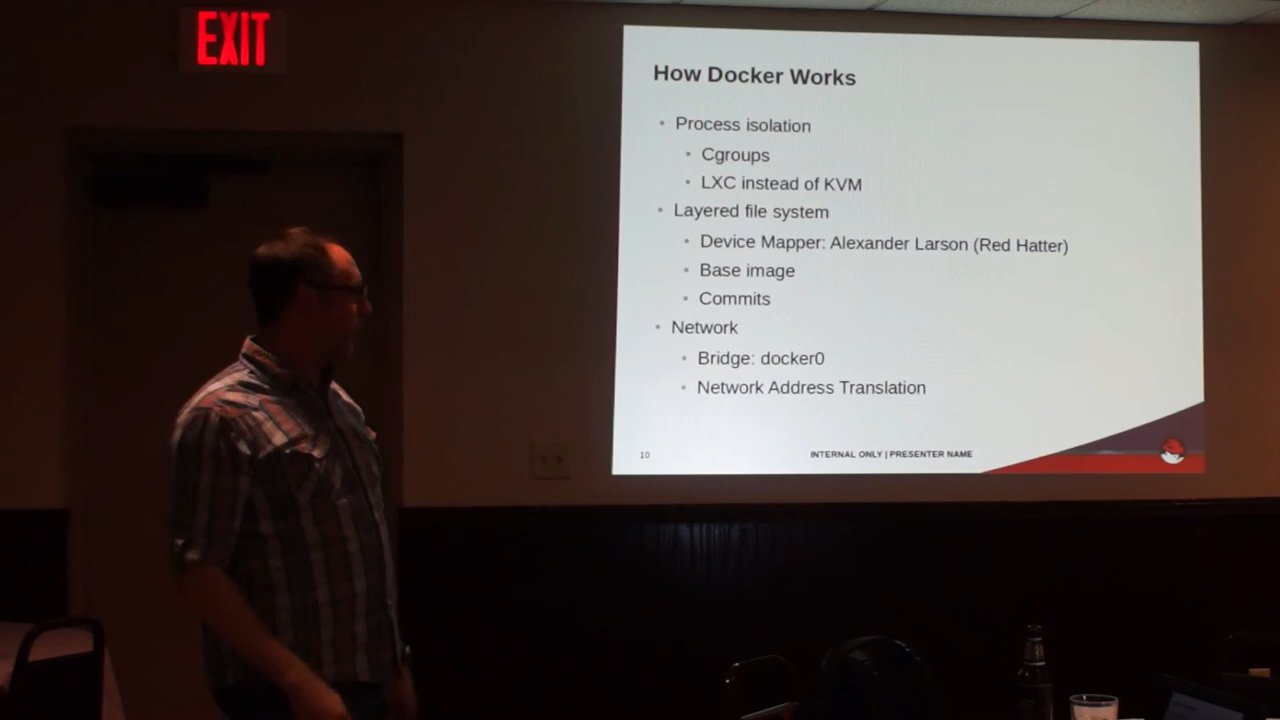 EXIT
How Docker Works
• Process isolation
• Cgroups
• LXC instead of KVM
• Layered file system
• Device Mapper: Alexander Larson (Red Hatter)
• Base image
• Commits
• Network
• Bridge: docker0
• Network Address Translation
10
INTERNAL ONLY | PRESENTER NAME